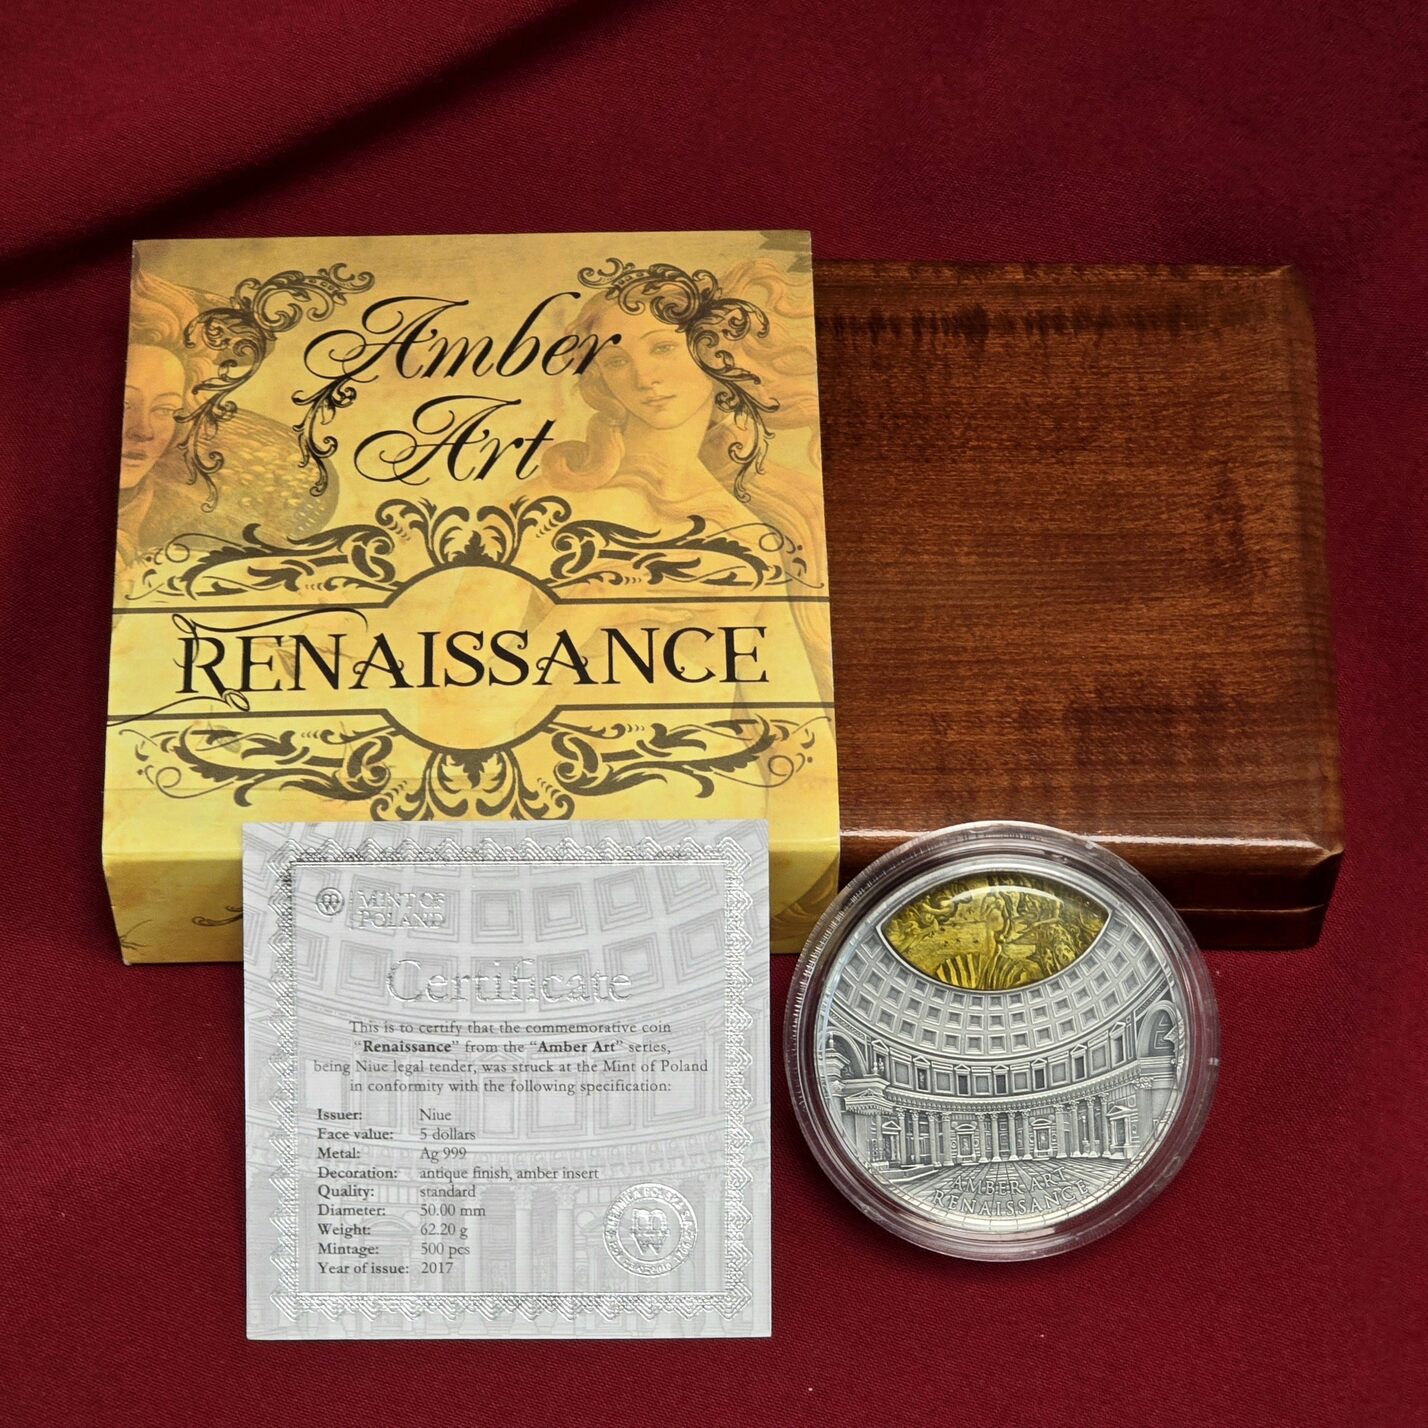 Amber
Art
RENAISSANCE
MINT OF
POLAND
Certificate
This is to certify that the commemorative coin
“Renaissance” from the “Amber Art” series,
being Niue legal tender, was struck at the Mint of Poland
in conformity with the following specification:
Issuer: Niue
Face value: 5 dollars
Metal: Ag 999
Decoration: antique finish, amber insert
Quality: standard
Diameter: 50.00 mm
Weight: 62.20 g
Mintage: 500 pcs
Year of issue: 2017
AMBER ART
RENAISSANCE